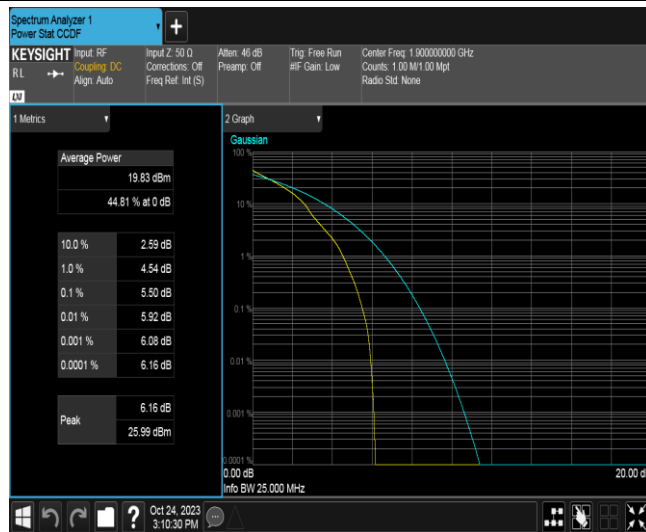 Spectrum Analyzer 1
Power Stat CCDF
+
KEYSIGHT
RL
LXI
Input: RF
Coupling: DC
Align: Auto
Input Z: 50 Ω
Corrections: Off
Freq Ref: Int (S)
Atten: 46 dB
Preamp: Off
Trig: Free Run
#IF Gain: Low
Center Freq: 1.900000000 GHz
Counts: 1.00 M/1.00 Mpt
Radio Std: None
1 Metrics
Average Power
19.83 dBm
44.81 % at 0 dB
10.0 % 2.59 dB
1.0 % 4.54 dB
0.1 % 5.50 dB
0.01 % 5.92 dB
0.001 % 6.08 dB
0.0001 % 6.16 dB
Peak
6.16 dB
25.99 dBm
2 Graph
Gaussian
100 %
10 %
1 %
0.1 %
0.01 %
0.001 %
0.0001 %
0.00 dB
20.00 d
Info BW 25.000 MHz
?
Oct 24, 2023
3:10:30 PM